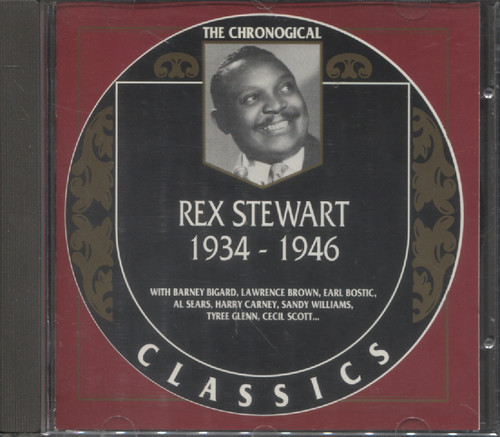 THE CHRONOGICAL
REX STEWART
1934 - 1946
WITH BARNEY BIGARD, LAWRENCE BROWN, EARL BOSTIC,
AL SEARS, HARRY CARNEY, SANDY WILLIAMS,
TYREE GLENN, CECIL SCOTT...
CLASSICS